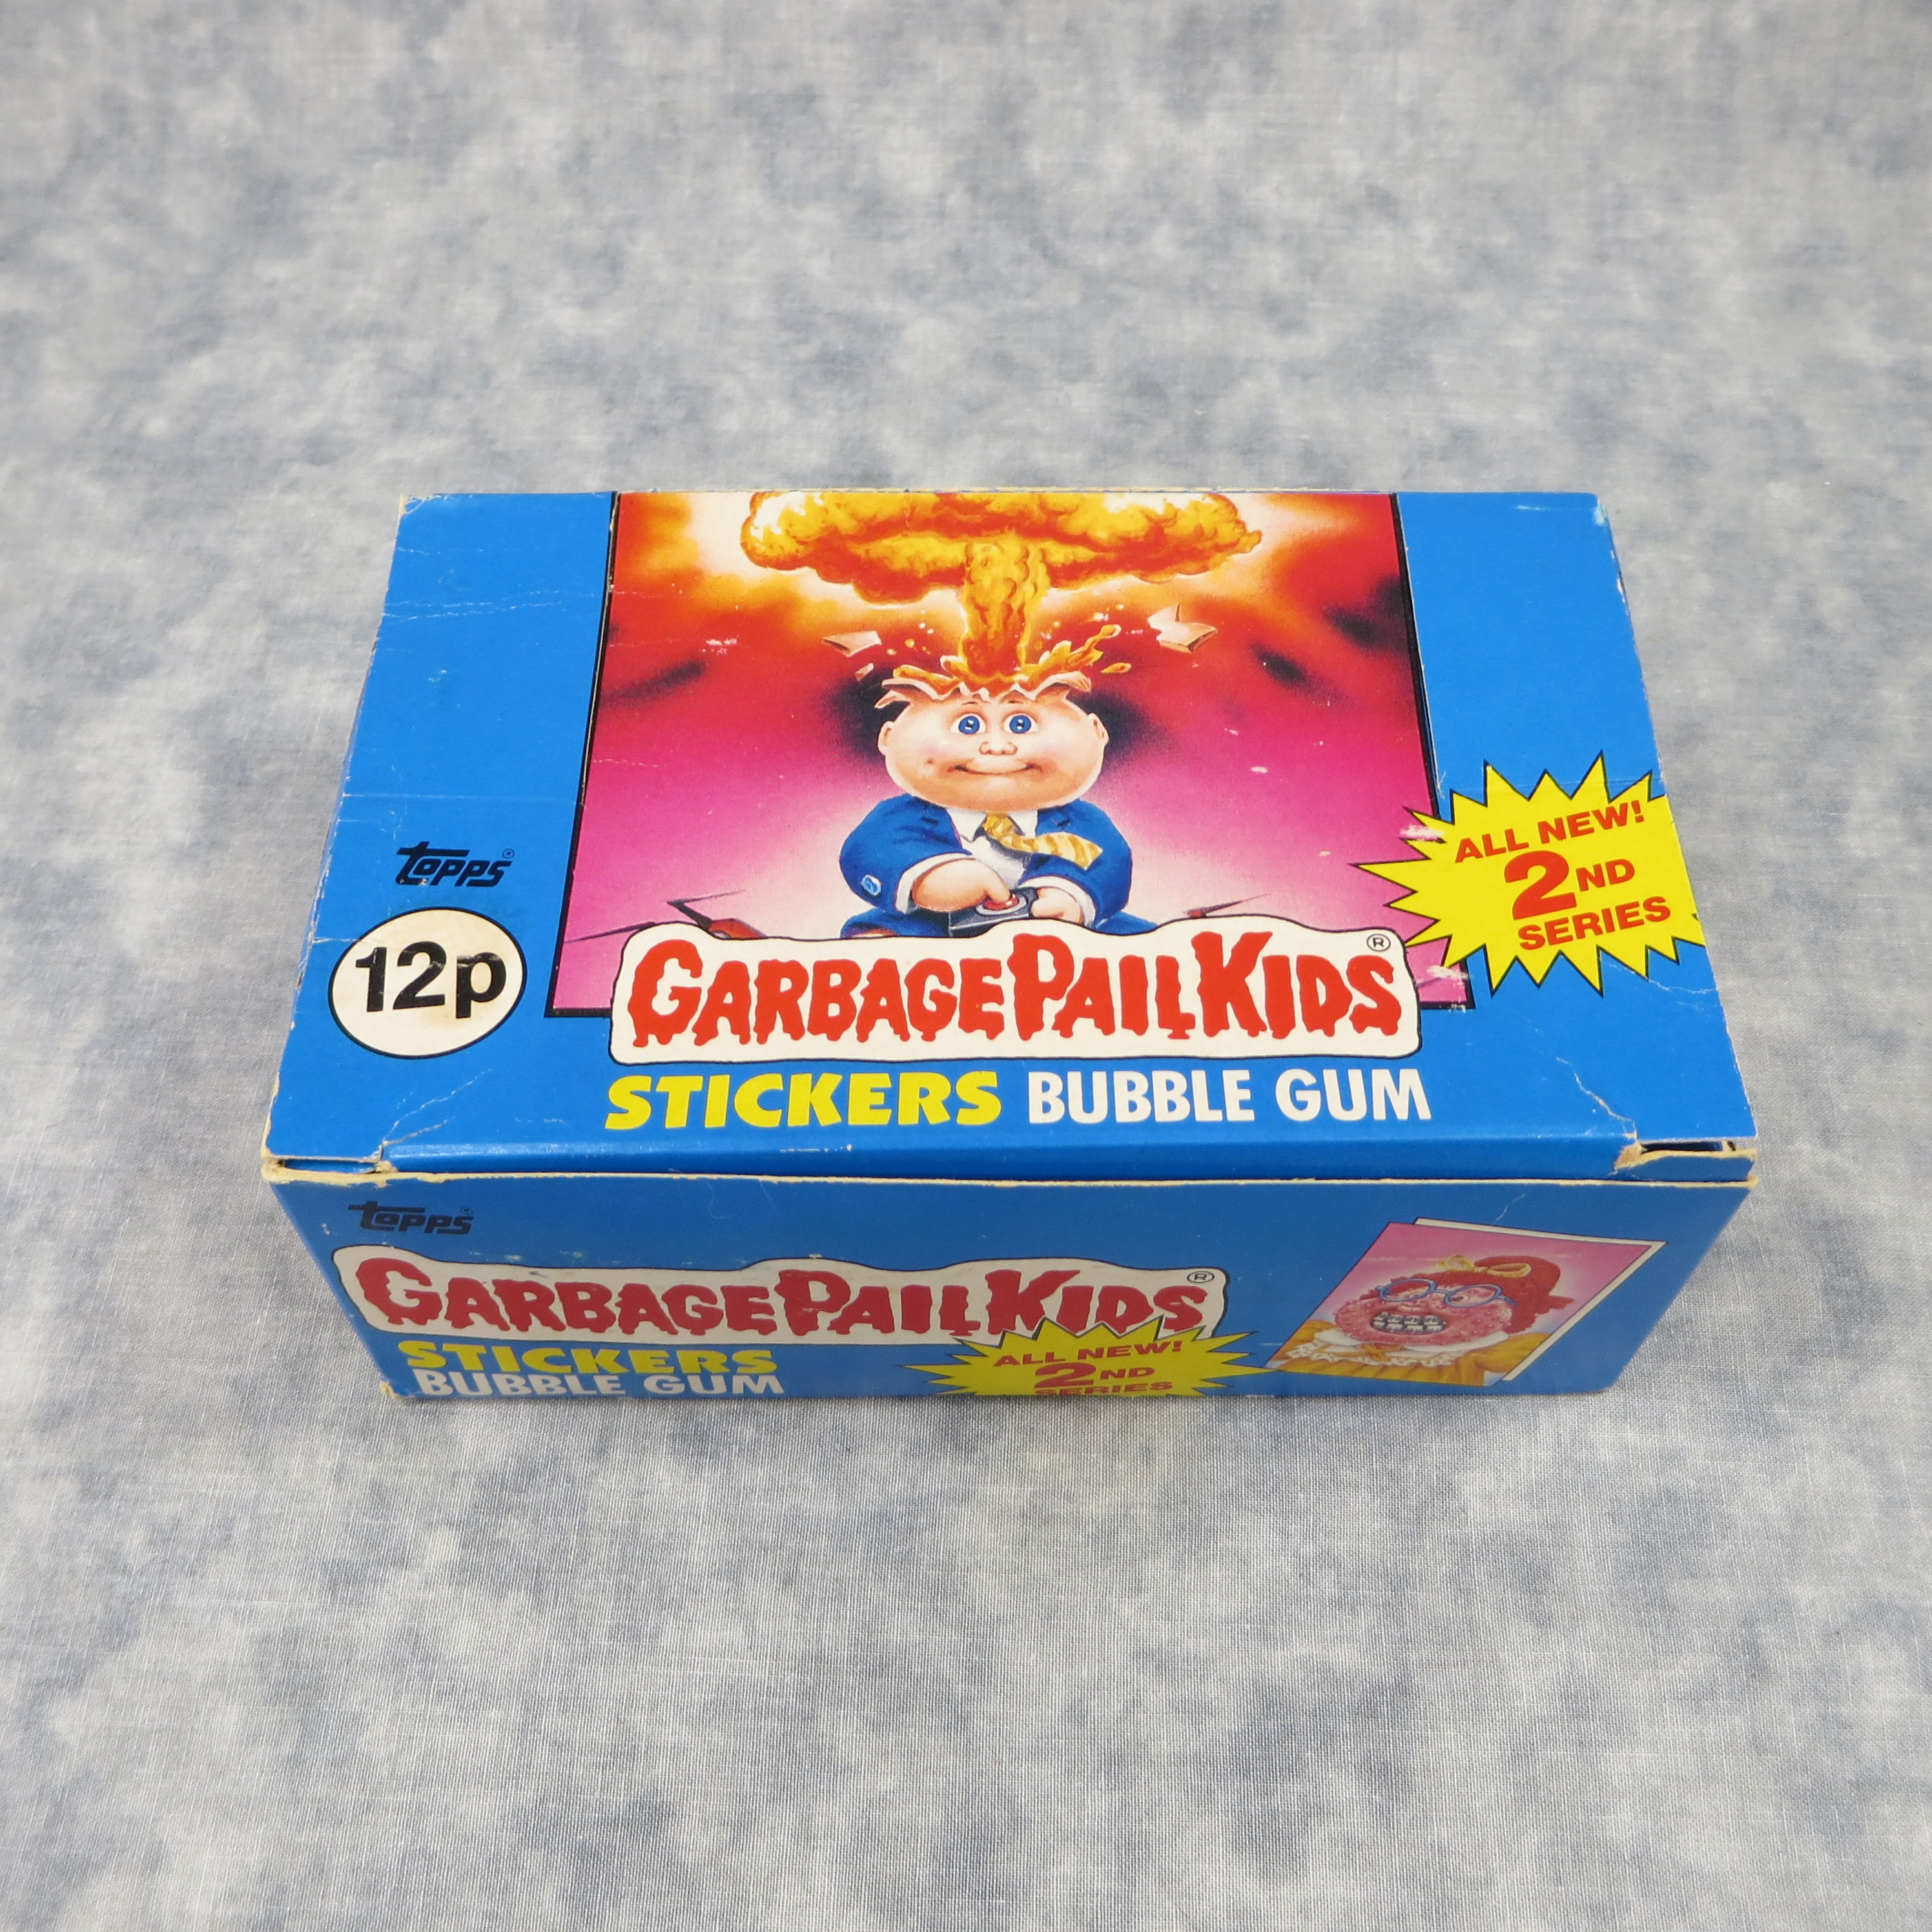 topps®
12p
ALL NEW!
2ND
SERIES
GARBAGE PAIL KIDS®
STICKERS BUBBLE GUM
topps®
GARBAGE PAIL KIDS®
STICKERS
BUBBLE GUM
ALL NEW!
2ND
SERIES